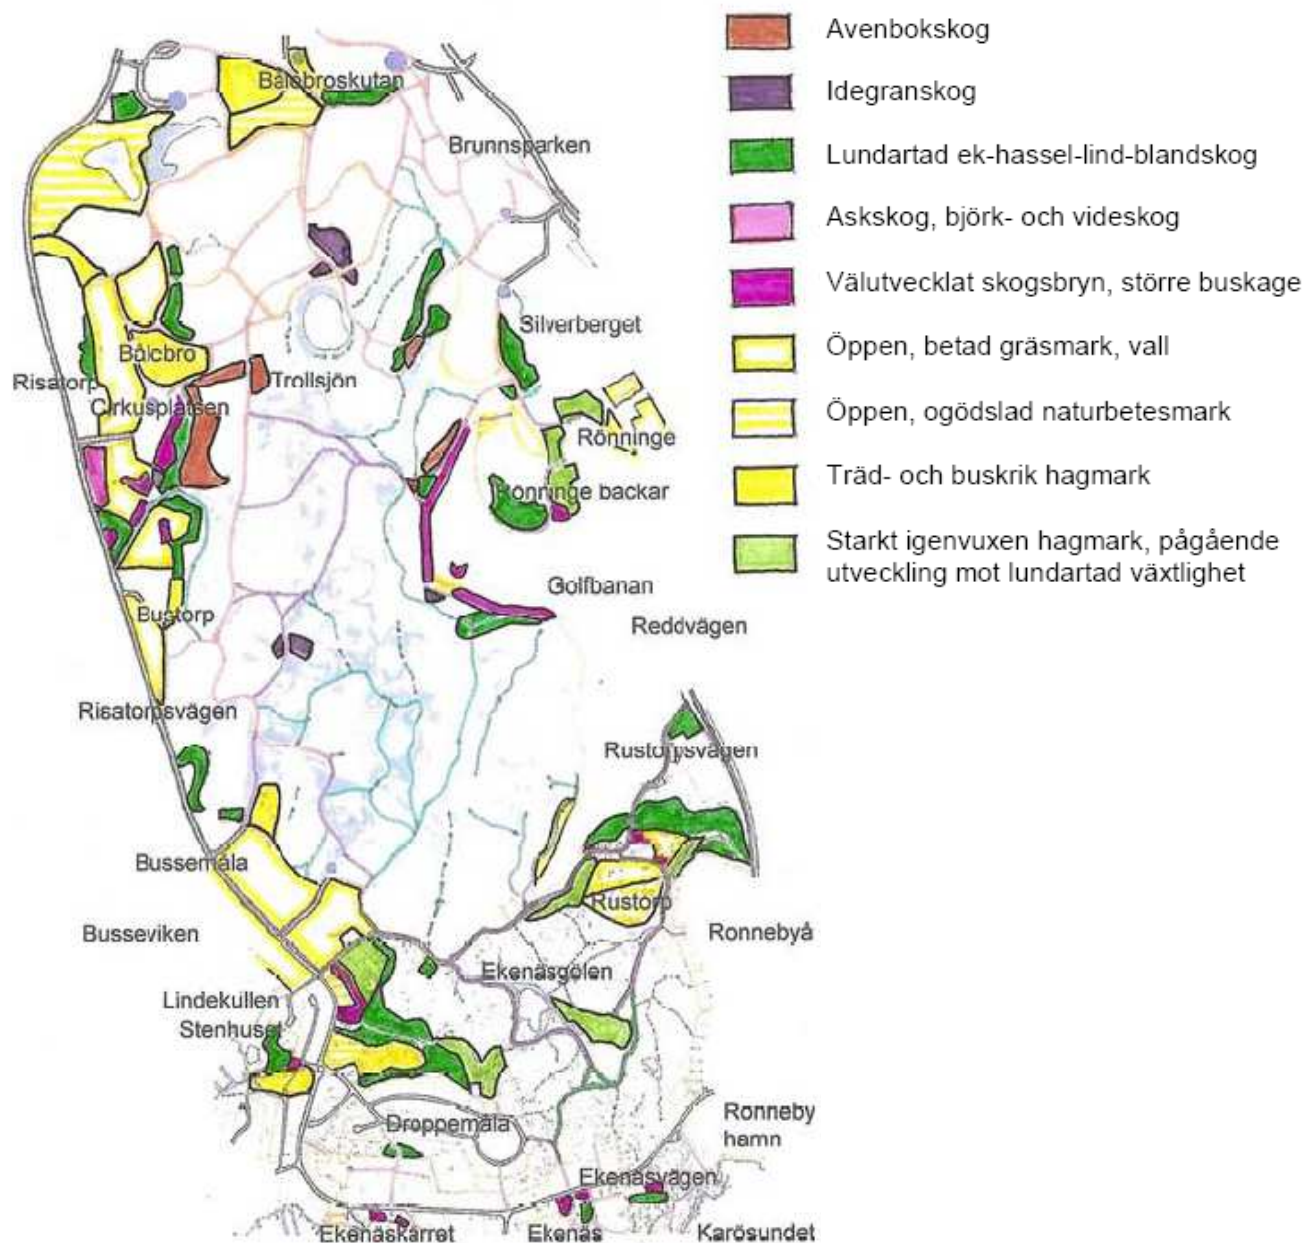 Avenbokskog
Idegranskog
Lundartad ek-hassel-lind-blandskog
Askskog, björk- och videskog
Välutvecklat skogsbryn, större buskage
Öppen, betad gräsmark, vall
Öppen, ogödslad naturbetesmark
Träd- och buskrik hagmark
Starkt igenvuxen hagmark, pågående
utveckling mot lundartad växtlighet
Brunnsparken
Silverberget
Risatorp
Trollsjön
Cirkusplatsen
Rönninge
Rönninge backar
Golfbanan
Bustorp
Reddvägen
Risatorpsvägen
Rustorpsvägen
Bussemåla
Rustorp
Busseviken
Ronnebyå
Ekenäsgölen
Lindekullen
Stenhuset
Droppemåla
Ronneby
hamn
Ekenäsvägen
Ekenäskärret
Ekenäs
Karösundet